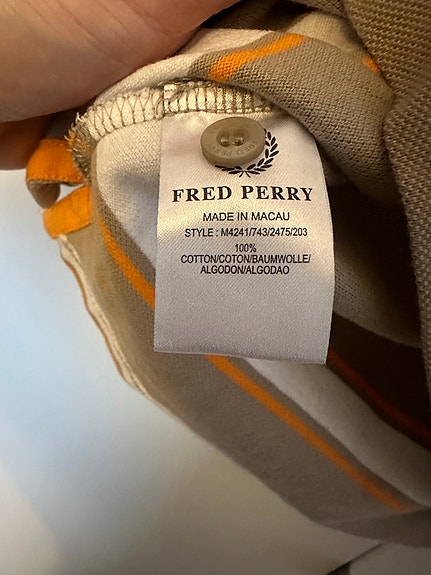 FRED PERRY
MADE IN MACAU
STYLE : M4241/743/2475/203
100%
COTTON/COTON/BAUMWOLLE/
ALGODON/ALGODAO